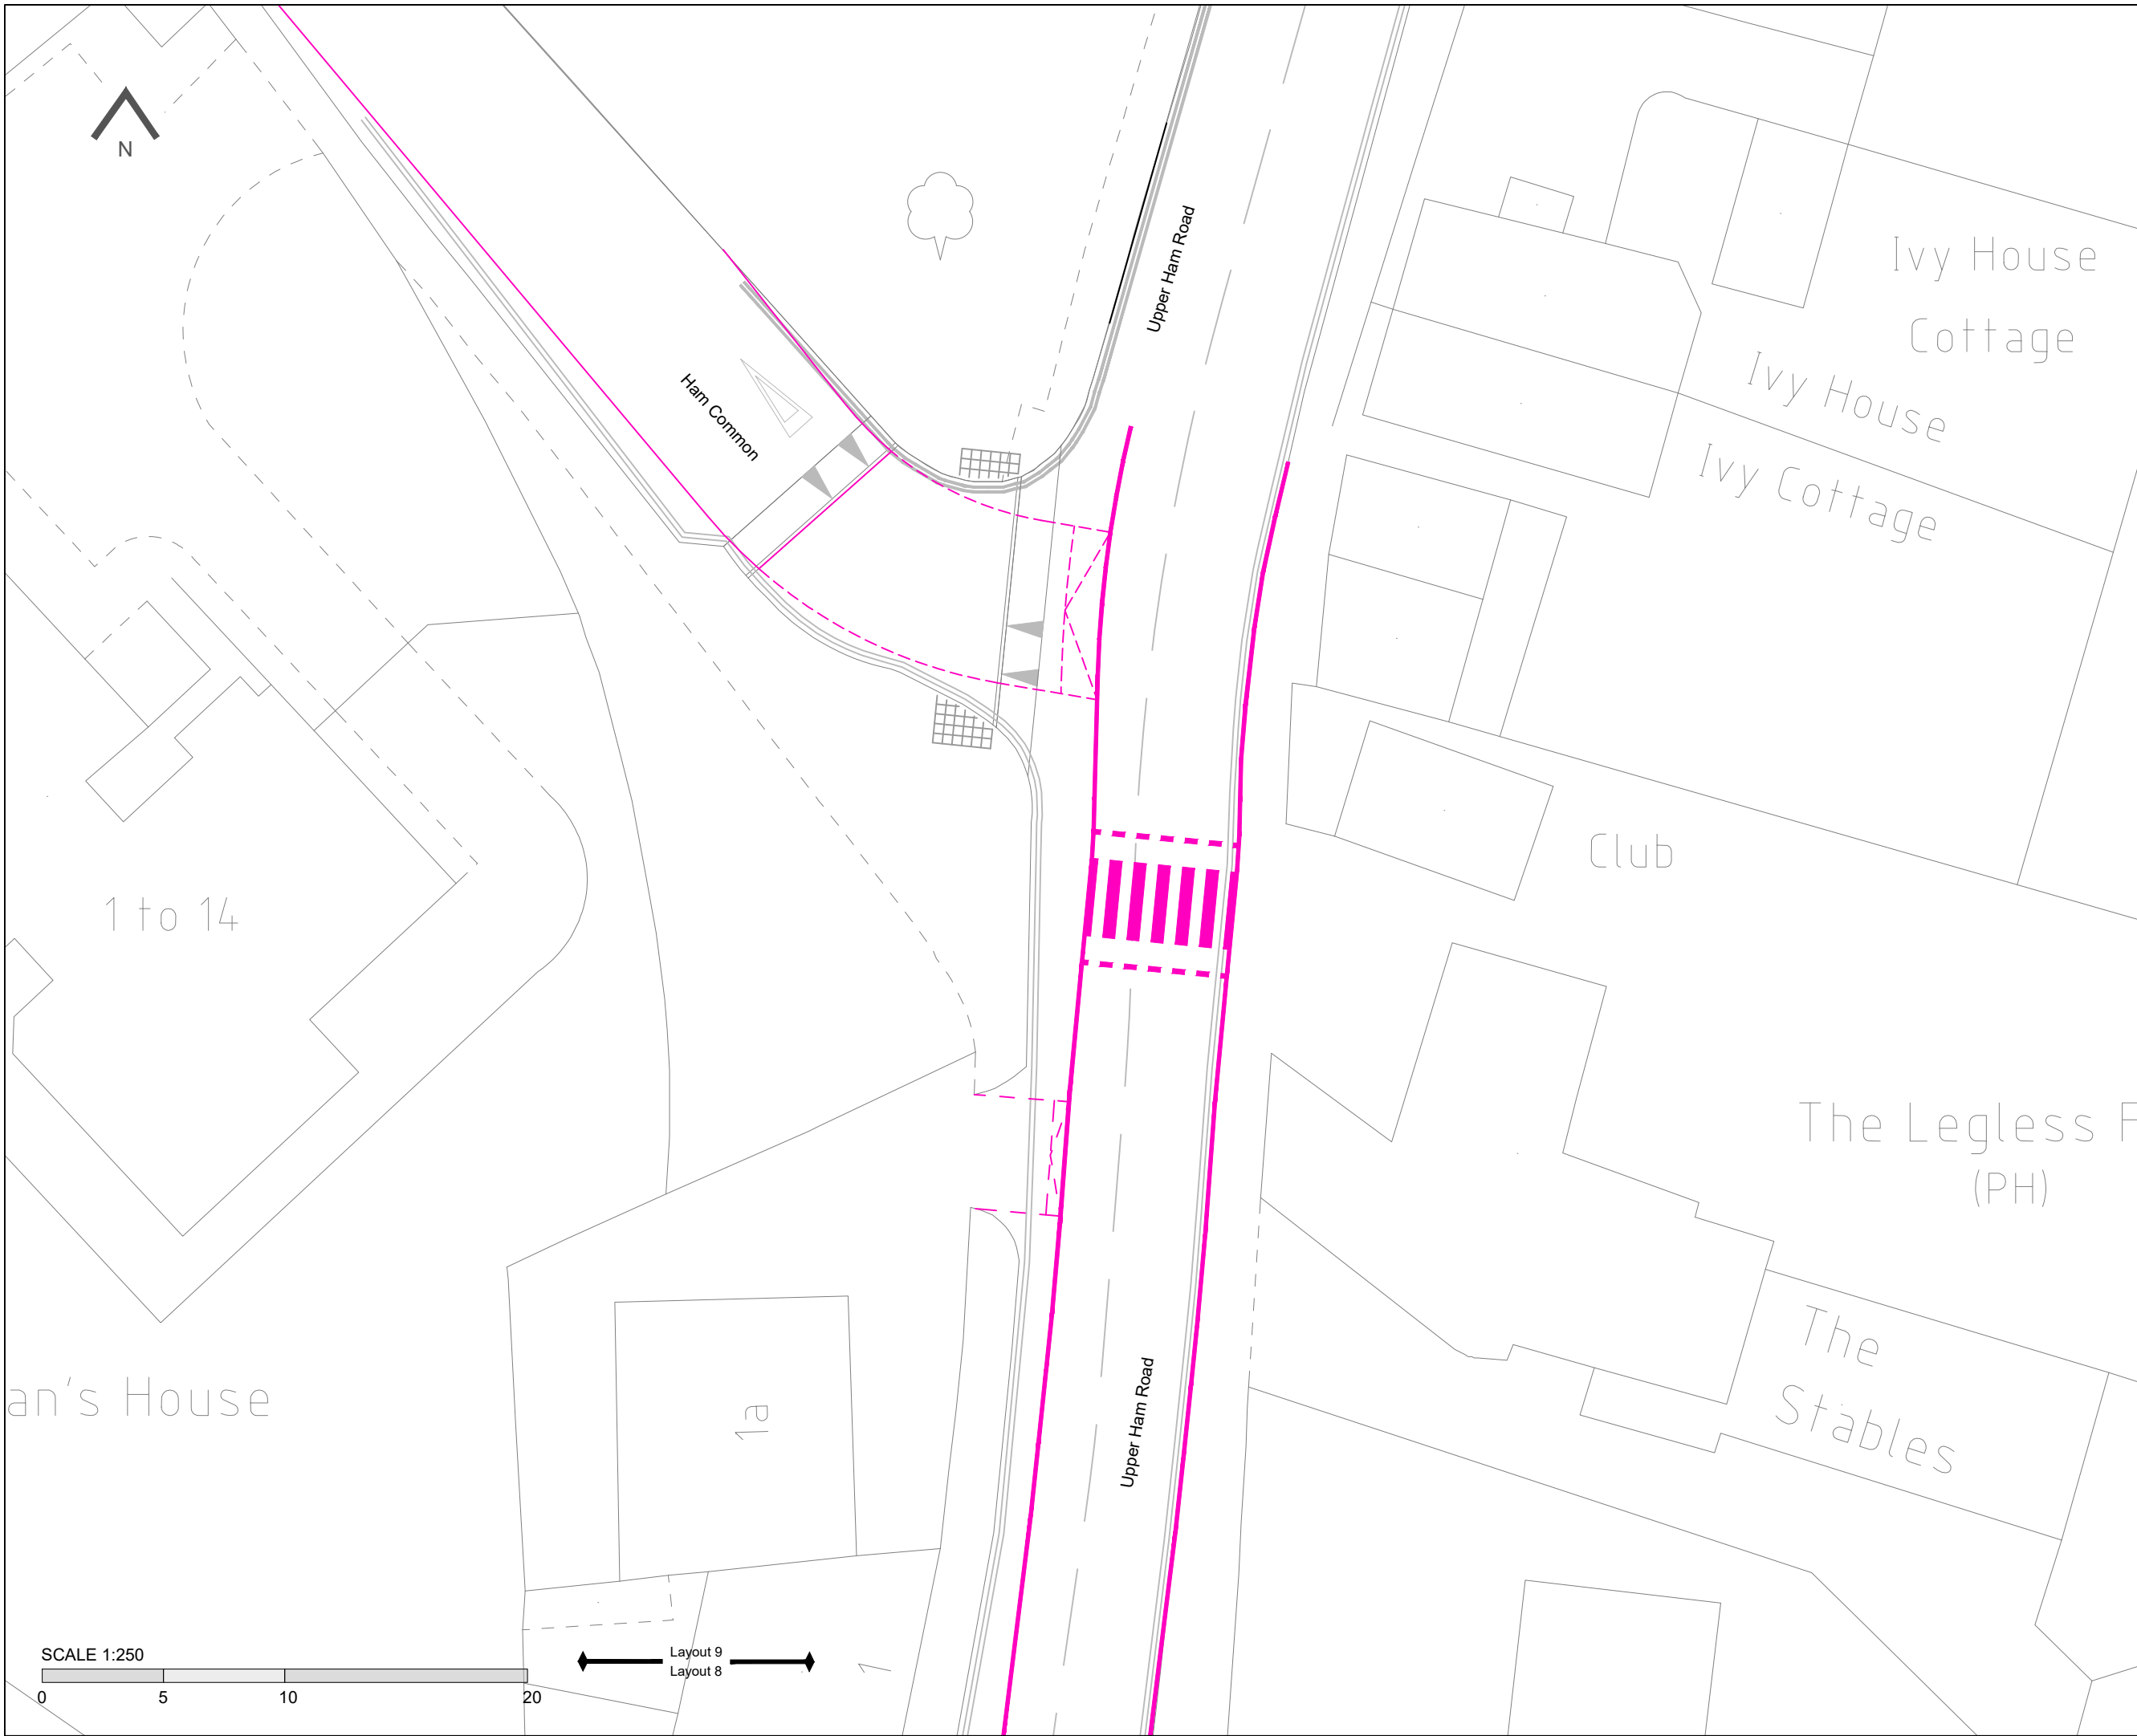 N
Upper Ham Road
Ham Common
Ivy House
Cottage
Ivy House
Ivy Cottage
Club
1 to 14
The Legless F
(PH)
The
Stables
an's House
1a
Upper Ham Road
SCALE 1:250
0 5 10 20
Layout 9
Layout 8